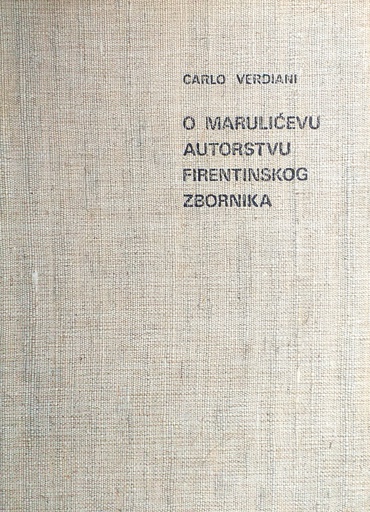 CARLO VERDIANI
O MARULIĆEVU
AUTORSTVU
FIRENTINSKOG
ZBORNIKA